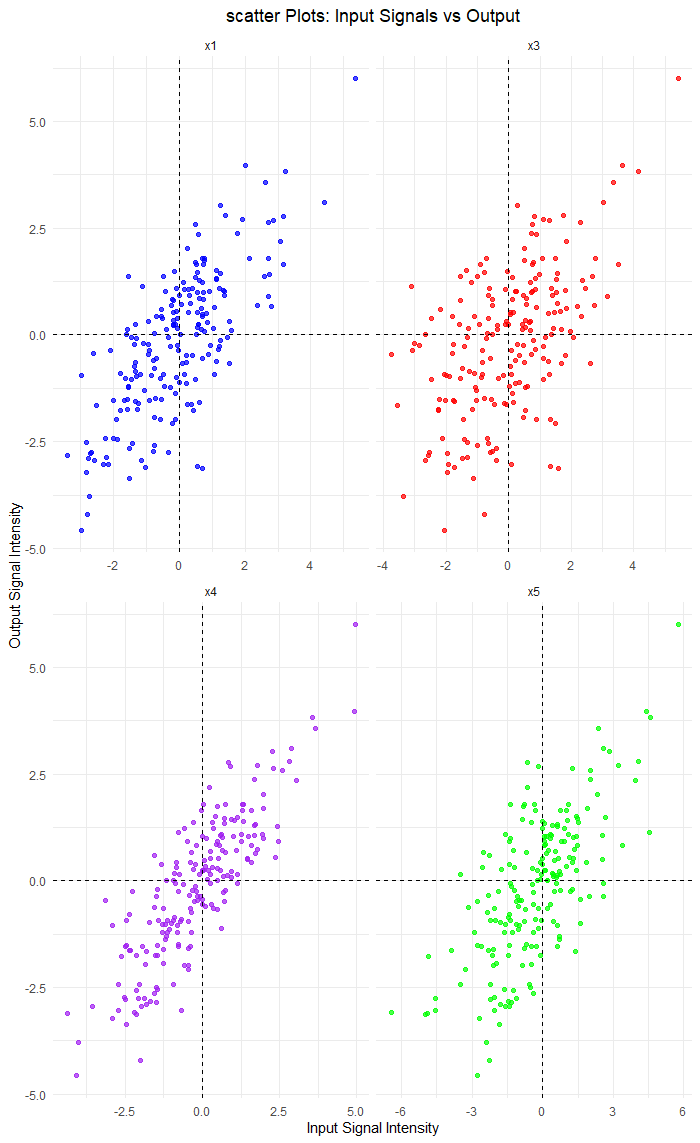 scatter Plots: Input Signals vs Output
x1 x3
5.0
2.5
0.0
-2.5
-5.0
-2 0 2 4 -4 -2 0 2 4
x4 x5
5.0
2.5
0.0
-2.5
-5.0
-2.5 0.0 2.5 5.0 -6 -3 0 3 6
Output Signal Intensity
Input Signal Intensity